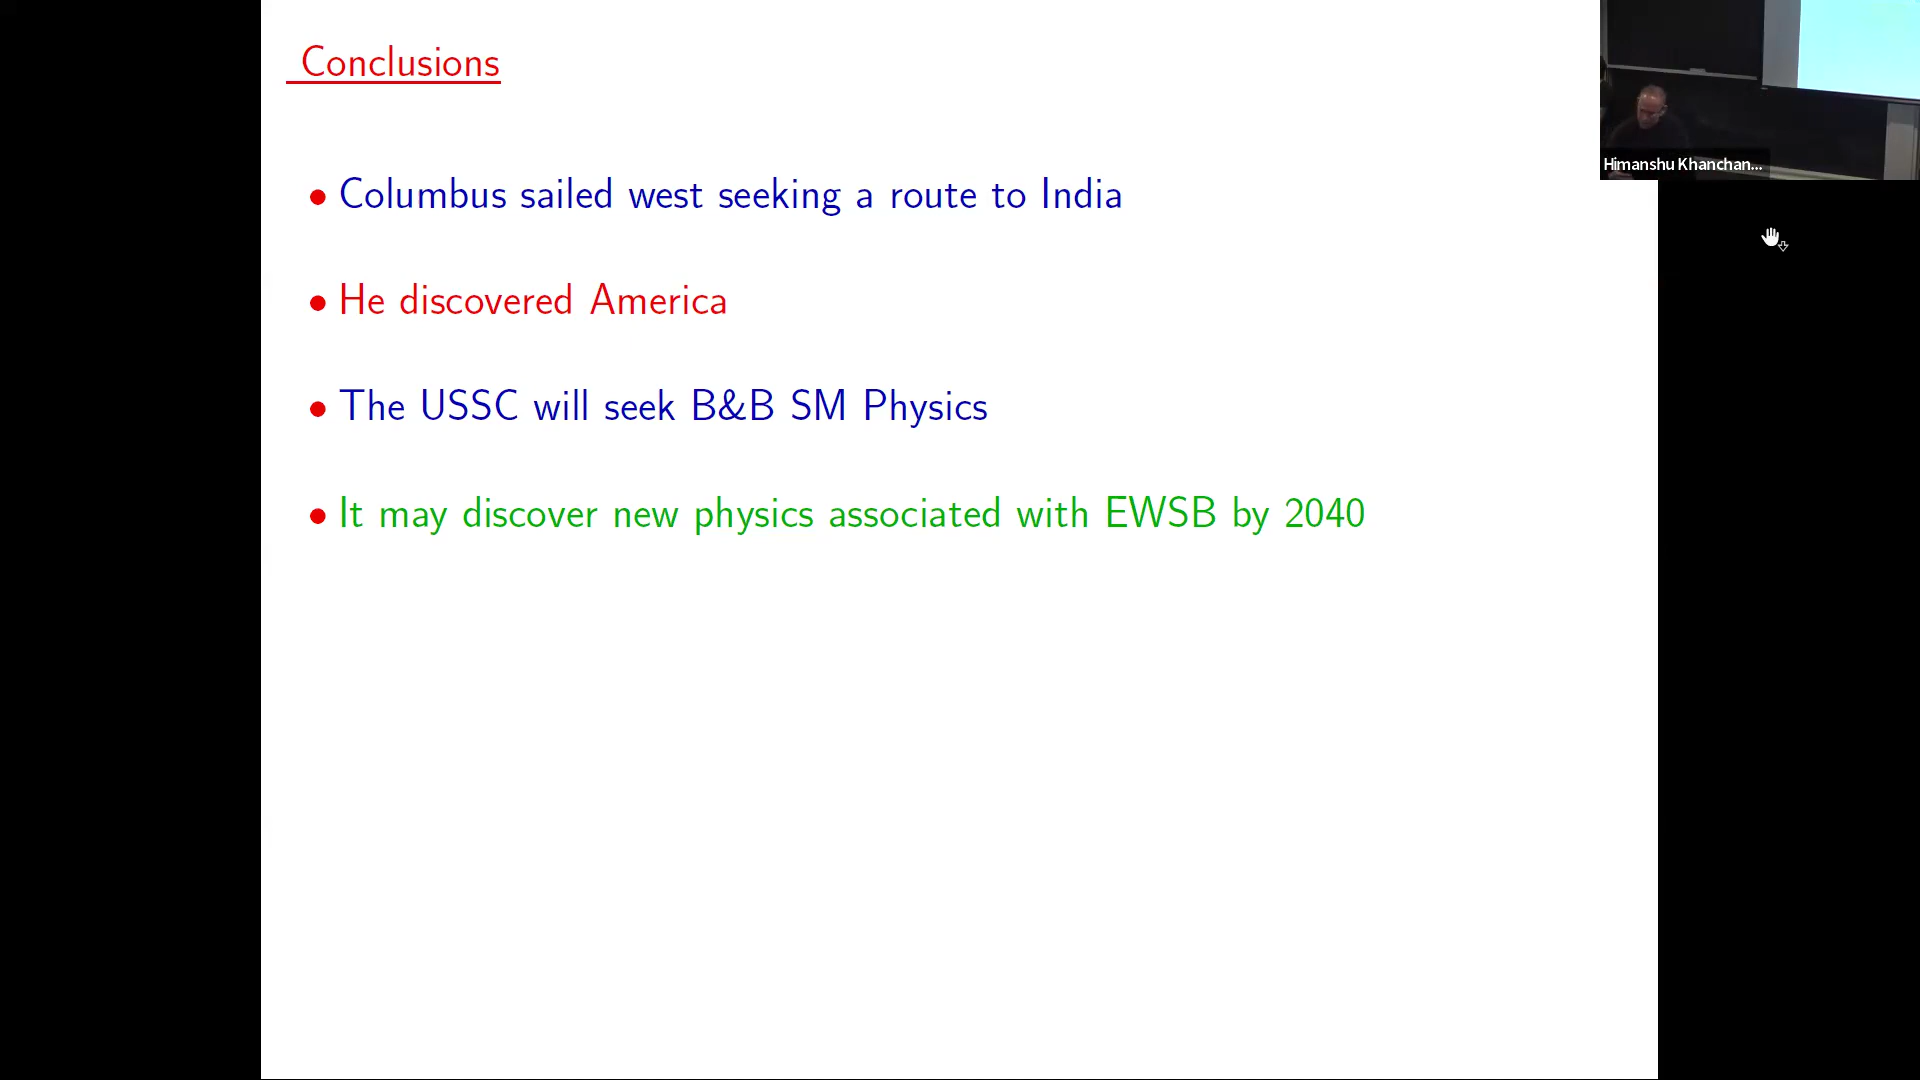 Conclusions
Himanshu Khanchan...
• Columbus sailed west seeking a route to India
• He discovered America
• The USSC will seek B&B SM Physics
• It may discover new physics associated with EWSB by 2040